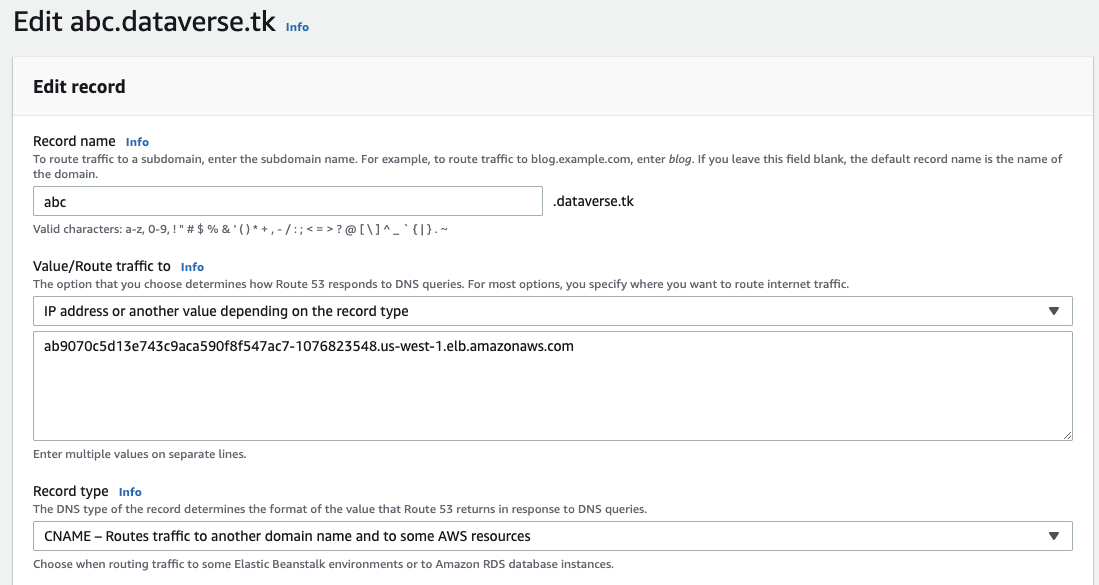 Edit abc.dataverse.tk Info
Edit record
Record name Info
To route traffic to a subdomain, enter the subdomain name. For example, to route traffic to blog.example.com, enter blog. If you leave this field blank, the default record name is the name of
the domain.
abc .dataverse.tk
Valid characters: a-z, 0-9, ! " # $ % & ' ( ) * + , - / : ; < = > ? @ [ \ ] ^ _ ` { | } . ~
Value/Route traffic to Info
The option that you choose determines how Route 53 responds to DNS queries. For most options, you specify where you want to route internet traffic.
IP address or another value depending on the record type
ab9070c5d13e743c9aca590f8f547ac7-1076823548.us-west-1.elb.amazonaws.com
Enter multiple values on separate lines.
Record type Info
The DNS type of the record determines the format of the value that Route 53 returns in response to DNS queries.
CNAME – Routes traffic to another domain name and to some AWS resources
Choose when routing traffic to some Elastic Beanstalk environments or to Amazon RDS database instances.